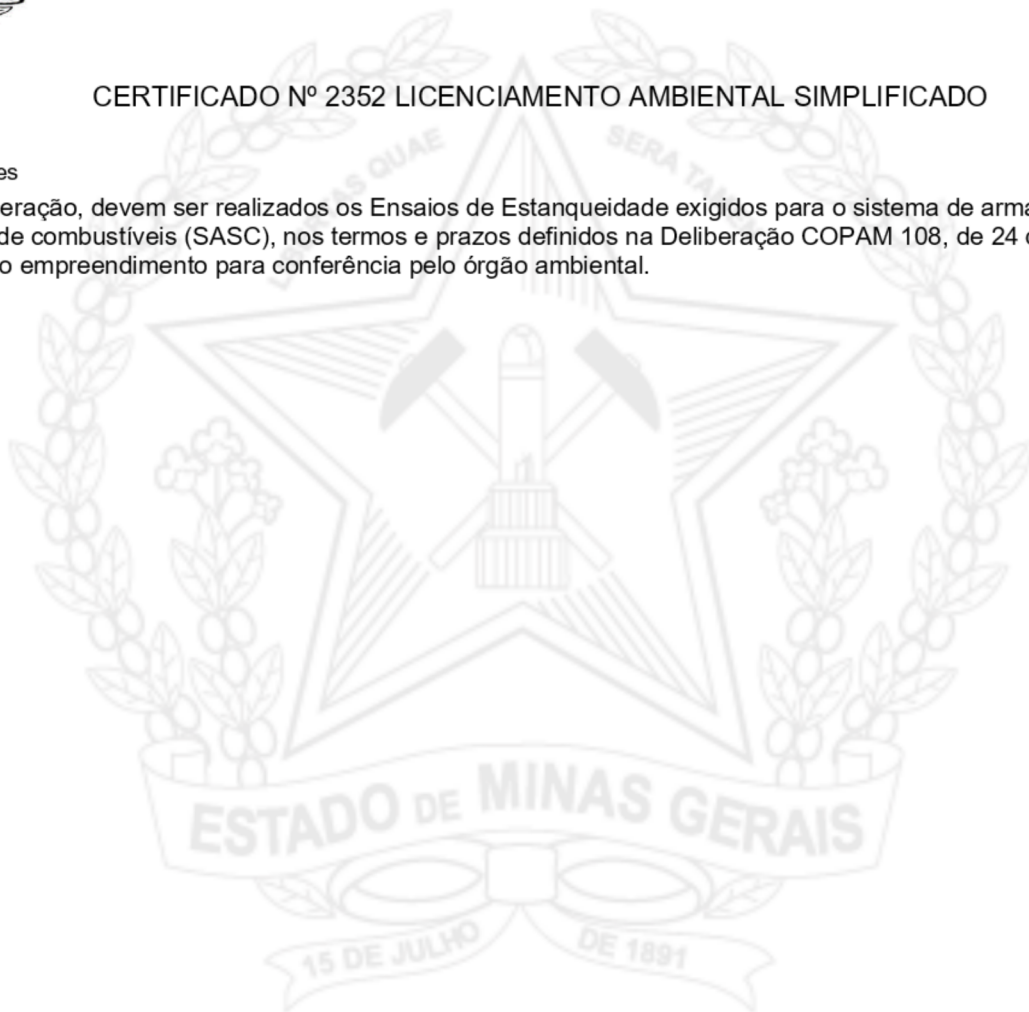 CERTIFICADO Nº 2352 LICENCIAMENTO AMBIENTAL SIMPLIFICADO
es
eração, devem ser realizados os Ensaios de Estanqueidade exigidos para o sistema de arma
de combustíveis (SASC), nos termos e prazos definidos na Deliberação COPAM 108, de 24
o empreendimento para conferência pelo órgão ambiental.
QUAE SERA
ESTADO DE MINAS GERAIS
15 DE JULHO DE 1891